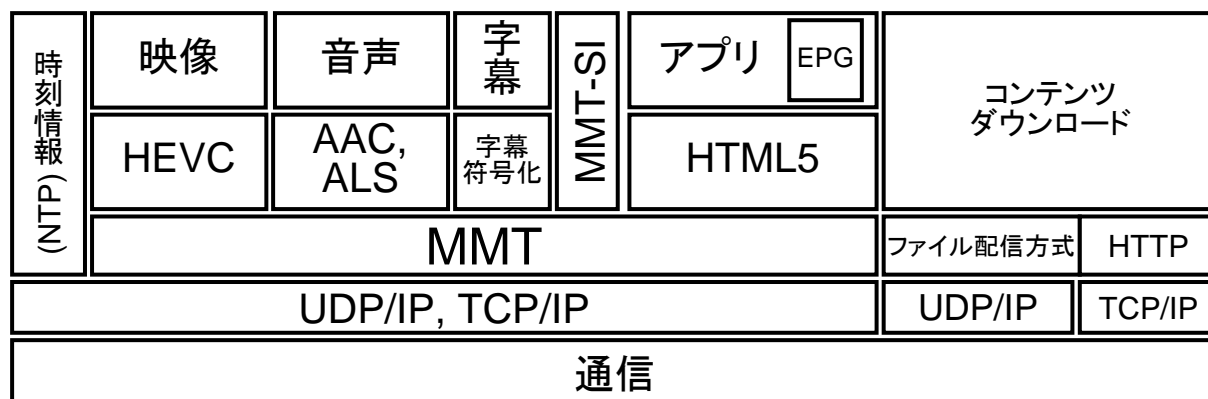 時刻情報(NTP)
映像
音声
字
幕
MMT-SI
アプリ
EPG
コンテンツ
ダウンロード
HEVC
AAC,
ALS
字幕
符号化
HTML5
MMT
ファイル配信方式
HTTP
UDP/IP, TCP/IP
UDP/IP
TCP/IP
通信